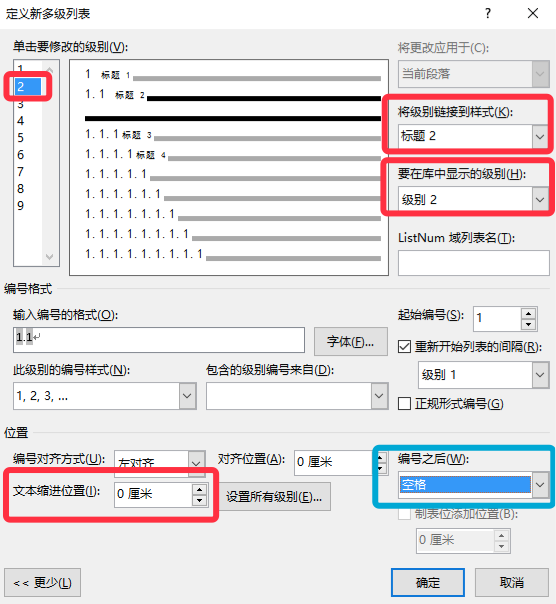 定义新多级列表
?
单击要修改的级别(V):
1
2
3
4
5
6
7
8
9
1 标题 1
1.1 标题 2
1.1.1 标题 3
1.1.1.1 标题 4
1.1.1.1.1
1.1.1.1.1.1
1.1.1.1.1.1.1
1.1.1.1.1.1.1.1
1.1.1.1.1.1.1.1.1
将更改应用于(C):
当前段落
将级别链接到样式(K):
标题 2
要在库中显示的级别(H):
级别 2
ListNum 域列表名(T):
编号格式
输入编号的格式(O):
1.1
字体(F)...
起始编号(S):
1
重新开始列表的间隔(R):
级别 1
此级别的编号样式(N):
1, 2, 3, ...
包含的级别编号来自(D):
正规形式编号(G)
位置
编号对齐方式(U):
左对齐
对齐位置(A):
0 厘米
编号之后(W):
空格
文本缩进位置(I):
0 厘米
设置所有级别(E)...
制表位添加位置(B):
0 厘米
<< 更少(L)
确定
取消